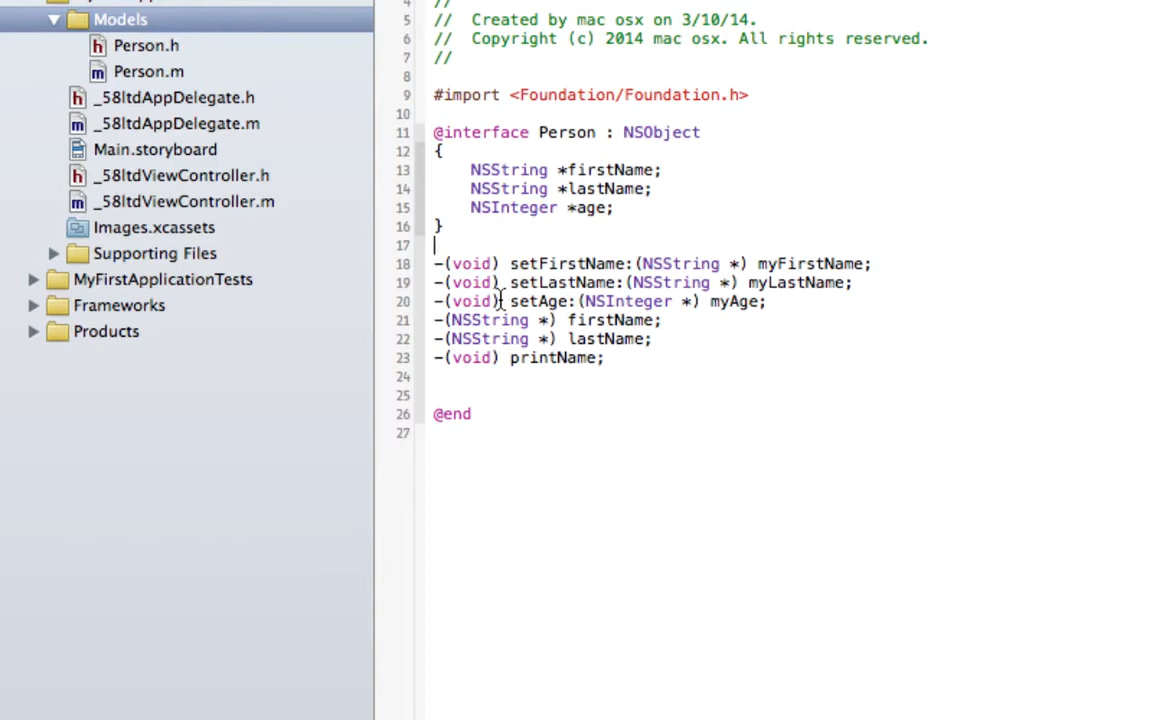 Models
Person.h
Person.m
_58ltdAppDelegate.h
_58ltdAppDelegate.m
Main.storyboard
_58ltdViewController.h
_58ltdViewController.m
Images.xcassets
Supporting Files
MyFirstApplicationTests
Frameworks
Products
4 //
5 // Created by mac osx on 3/10/14.
6 // Copyright (c) 2014 mac osx. All rights reserved.
7 //
8
9 #import <Foundation/Foundation.h>
10
11 @interface Person : NSObject
12 {
13 NSString *firstName;
14 NSString *lastName;
15 NSInteger *age;
16 }
17
18 -(void) setFirstName:(NSString *) myFirstName;
19 -(void) setLastName:(NSString *) myLastName;
20 -(void) setAge:(NSInteger *) myAge;
21 -(NSString *) firstName;
22 -(NSString *) lastName;
23 -(void) printName;
24
25
26 @end
27